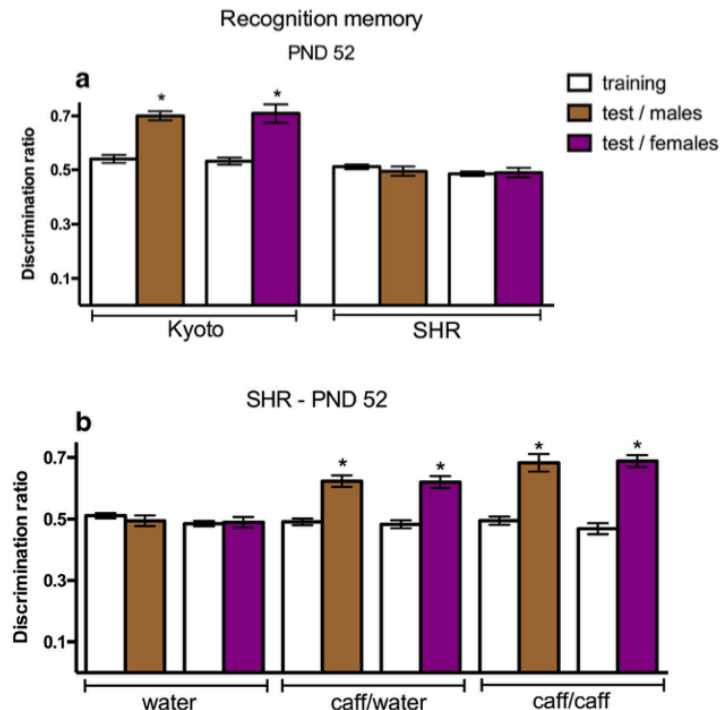 Recognition memory
PND 52
a
training
test / males
test / females
Discrimination ratio
0.7
0.5
0.3
0.1
*
*
Kyoto
SHR
SHR - PND 52
b
Discrimination ratio
0.7
0.5
0.3
0.1
*
*
*
*
water
caff/water
caff/caff